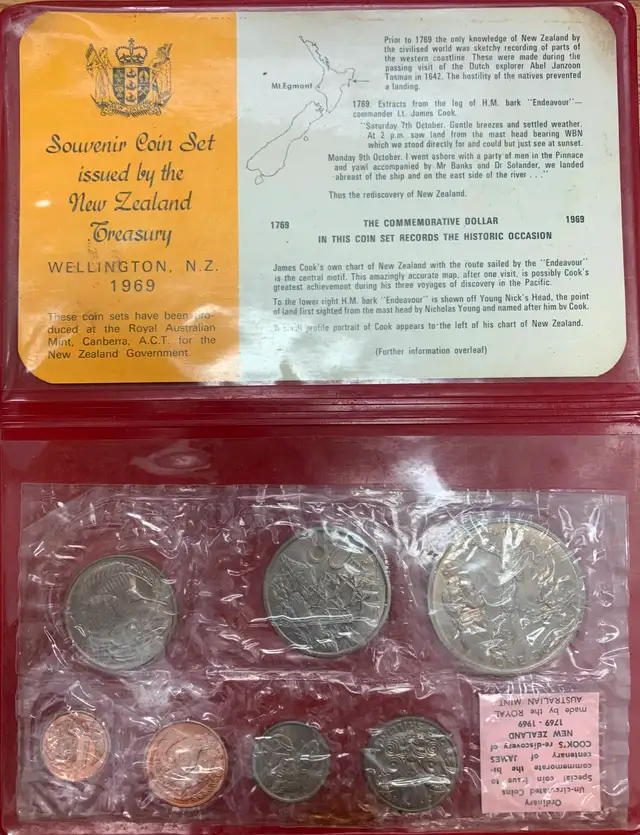 Souvenir Coin Set
issued by the
New Zealand
Treasury
WELLINGTON, N.Z.
1969
These coin sets have been pro-
duced at the Royal Australian
Mint, Canberra, A.C.T. for the
New Zealand Government.
Mt.Egmont
Prior to 1769 the only knowledge of New Zealand by
the civilised world was sketchy recording of parts of
the western coastline. These were made during the
passing visit of the Dutch explorer Abel Janzoon
Tasman in 1642. The hostility of the natives prevented
a landing.
1769. Extracts from the log of H.M. bark "Endeavour"—
commander Lt. James Cook.
"Saturday 7th October. Gentle breezes and settled weather.
At 2 p.m. saw land from the mast head bearing WBN
which we stood directly for and could but just see at sunset.
Monday 9th October. I went ashore with a party of men in the Pinnace
and yawl accompanied by Mr Banks and Dr Solander, we landed
abreast of the ship and on the east side of the river . . ."
Thus the rediscovery of New Zealand.
1769 THE COMMEMORATIVE DOLLAR 1969
IN THIS COIN SET RECORDS THE HISTORIC OCCASION
James Cook's own chart of New Zealand with the route sailed by the "Endeavour"
is the central motif. This amazingly accurate map, after one visit, is possibly Cook's
greatest achievement during his three voyages of discovery in the Pacific.
To the lower right H.M. bark "Endeavour" is shown off Young Nick's Head, the point
of land first sighted from the mast head by Nicholas Young and named after him by Cook.
profile portrait of Cook appears to the left of his chart of New Zealand.
(Further information overleaf)
ONE
Ordinary
Un-circulated Coins
Special coin issue to
commemorate the bi-
centenary of JAMES
COOK'S re-discovery of
NEW ZEALAND
1769 - 1969
made by the ROYAL
AUSTRALIAN MINT